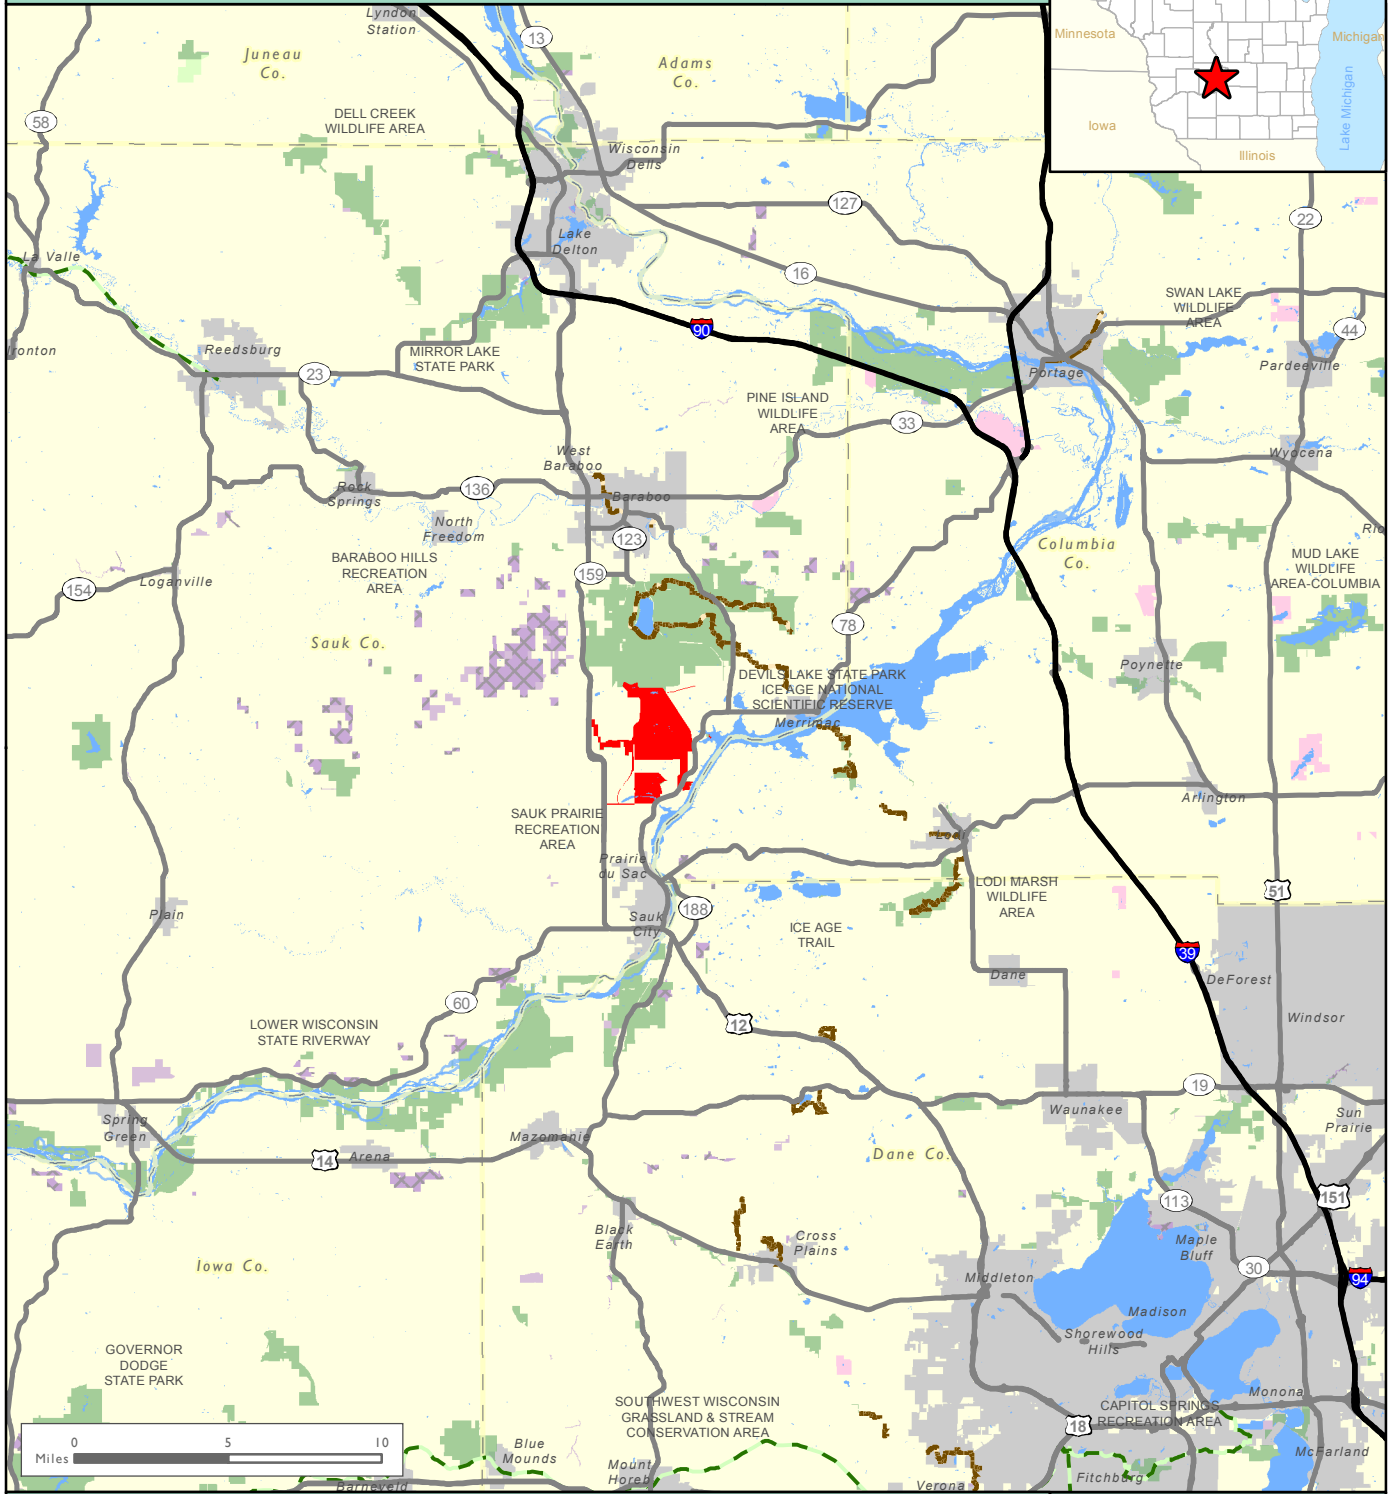 Lyndon
Station
13
Juneau
Co.
Adams
Co.
Minnesota
Michigan
Lake Michigan
Iowa
Illinois
58
DELL CREEK
WILDLIFE AREA
Wisconsin
Dells
127
22
Lake
Delton
La Valle
16
SWAN LAKE
WILDLIFE
AREA
90
44
Ironton
Reedsburg
MIRROR LAKE
STATE PARK
Portage
Pardeeville
23
PINE ISLAND
WILDLIFE
AREA
33
West
Baraboo
Wyocena
Rock
Springs
136
Baraboo
North
Freedom
123
Rio
BARABOO HILLS
RECREATION
AREA
Columbia
Co.
MUD LAKE
WILDLIFE
AREA-COLUMBIA
154
Loganville
159
78
Sauk Co.
Poynette
DEVILS LAKE STATE PARK
ICE AGE NATIONAL
SCIENTIFIC RESERVE
Merrimac
Arlington
SAUK PRAIRIE
RECREATION
AREA
Lodi
Prairie
du Sac
LODI MARSH
WILDLIFE
AREA
51
Plain
188
Sauk
City
ICE AGE
TRAIL
39
Dane
DeForest
60
12
Windsor
LOWER WISCONSIN
STATE RIVERWAY
19
Waunakee
Spring
Green
Sun
Prairie
Mazomanie
14
Arena
Dane Co.
151
113
Black
Earth
Cross
Plains
Maple
Bluff
Iowa Co.
30
94
Middleton
Madison
Shorewood
Hills
GOVERNOR
DODGE
STATE PARK
Monona
SOUTHWEST WISCONSIN
GRASSLAND & STREAM
CONSERVATION AREA
CAPITOL SPRINGS
RECREATION AREA
18
0 5 10
Miles
Blue
Mounds
McFarland
Mount
Horeb
Fitchburg
Barneveld
Verona